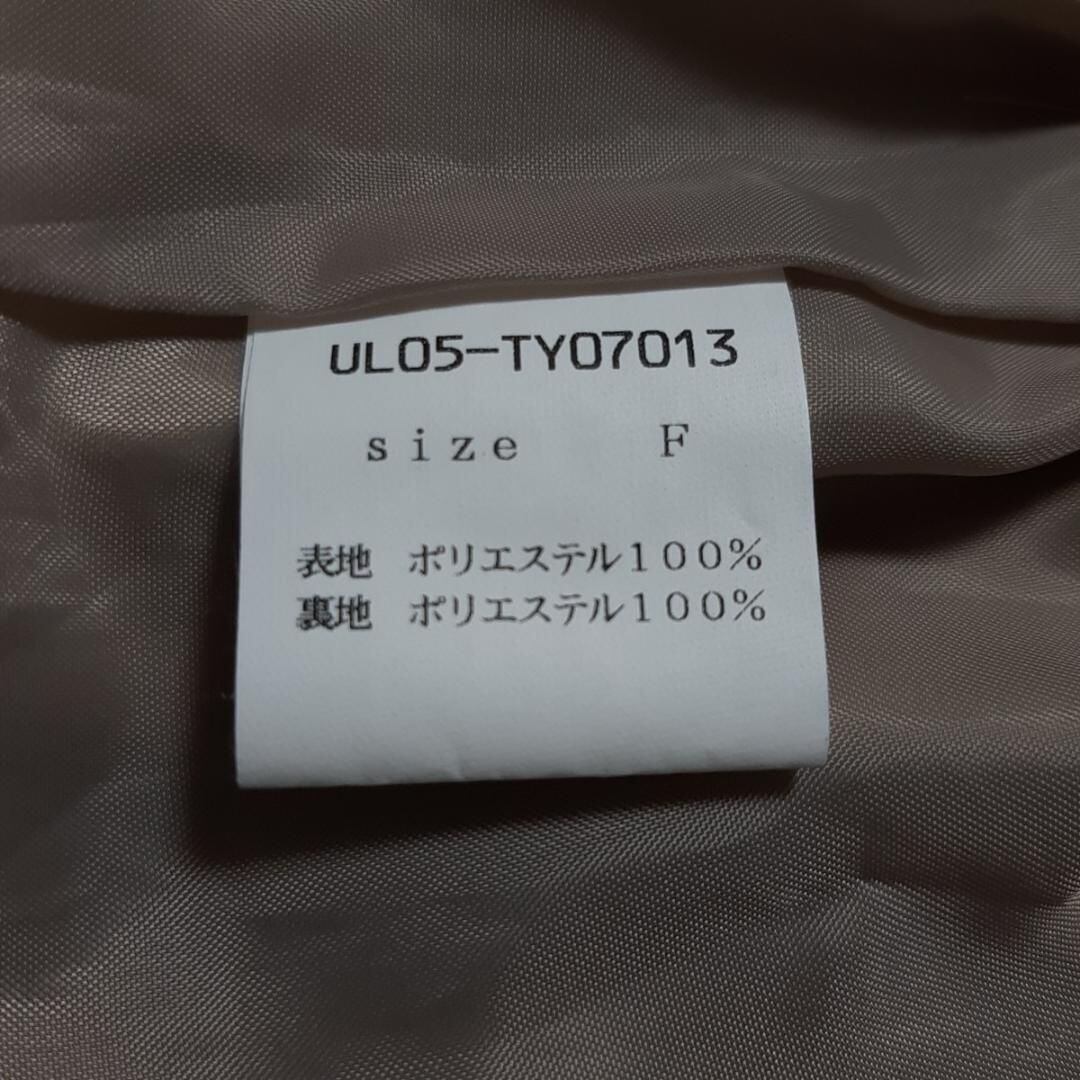 UL05-TY07013
size F
表地 ポリエステル100%
裏地 ポリエステル100%